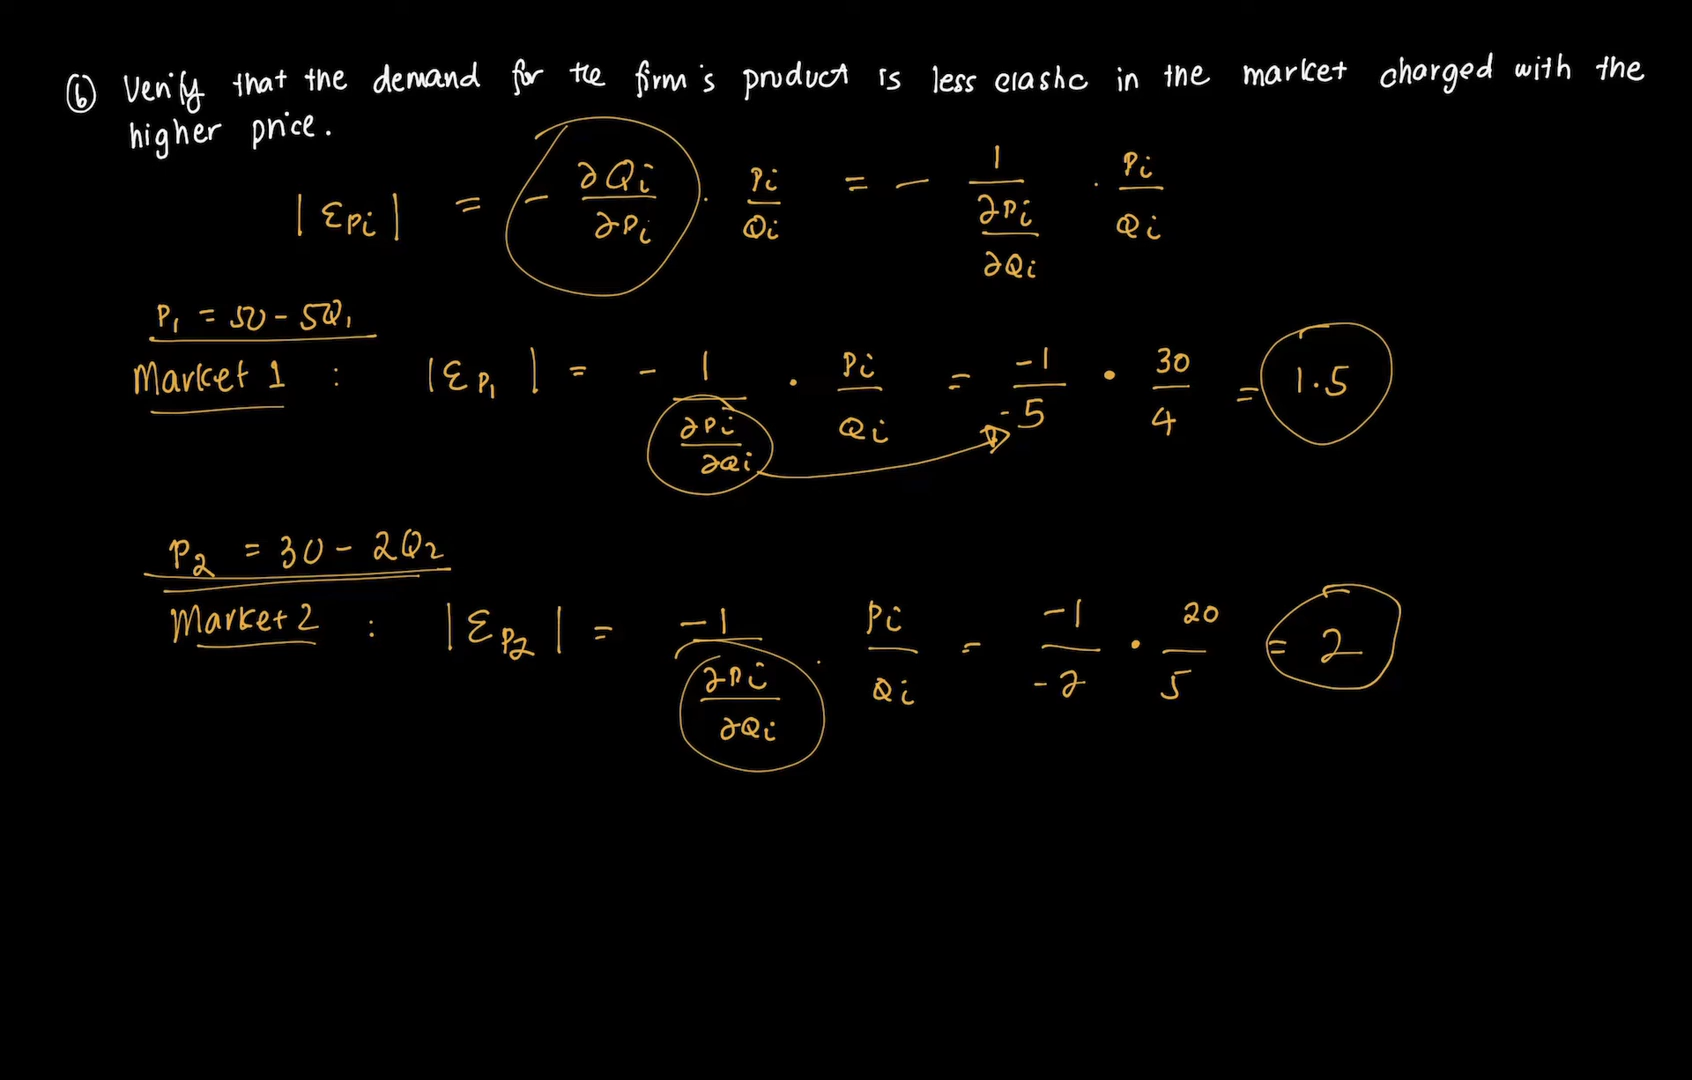 ⑥ Verify that the demand for the firm's product is less elastic in the market charged with the
higher price.
|εPi| = - ∂Qi/∂Pi · Pi/Qi = - 1/(∂Pi/∂Qi) · Pi/Qi
P₁ = 50 - 5Q₁
Market 1 : |εP₁| = - 1/(∂Pi/∂Qi) · Pi/Qi = -1/-5 · 30/4 = 1.5
P₂ = 30 - 2Q₂
Market 2 : |εP₂| = -1/(∂Pi/∂Qi) · Pi/Qi = -1/-2 · 20/5 = 2